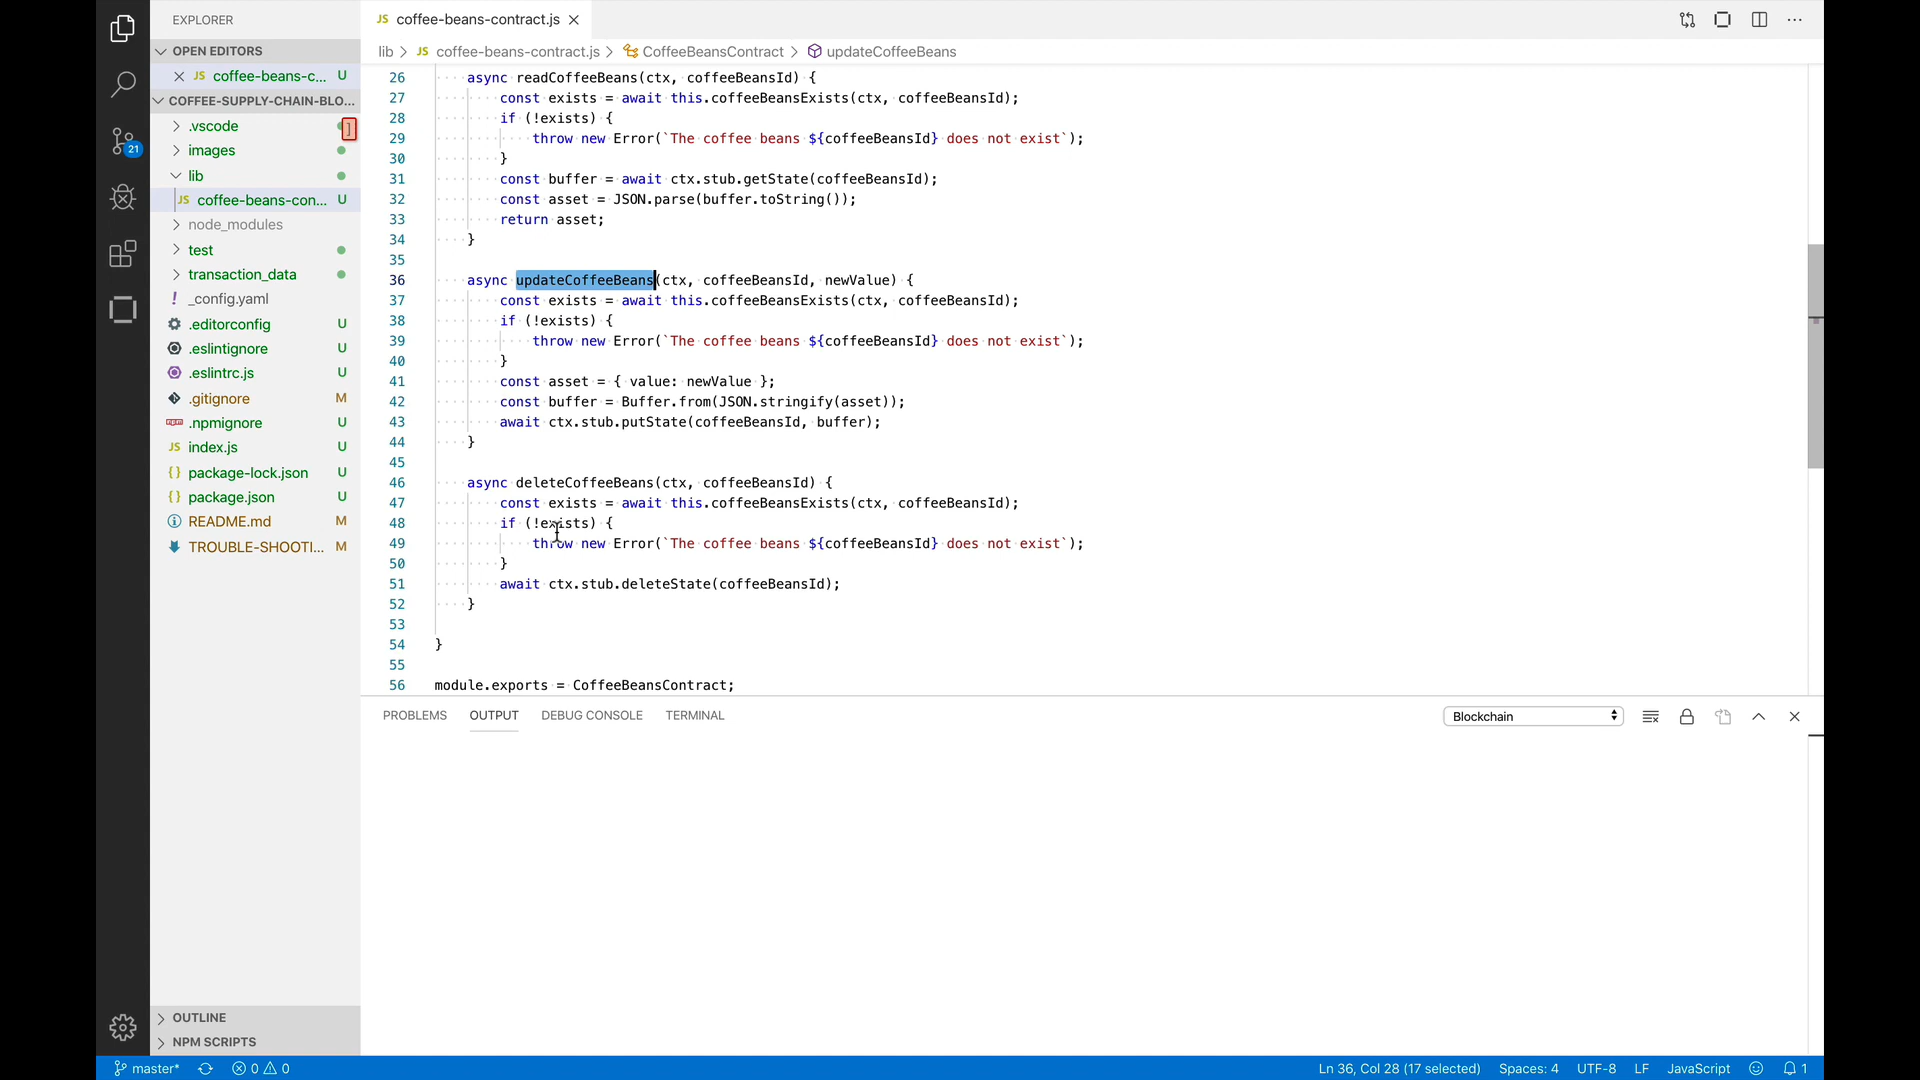 EXPLORER
OPEN EDITORS
JS coffee-beans-c... U
COFFEE-SUPPLY-CHAIN-BLO...
.vscode
images
lib
JS coffee-beans-con... U
node_modules
test
transaction_data
! _config.yaml
.editorconfig U
.eslintignore U
.eslintrc.js U
.gitignore M
npm .npmignore U
JS index.js U
{} package-lock.json U
{} package.json U
README.md M
TROUBLE-SHOOTI... M
OUTLINE
NPM SCRIPTS
21
JS coffee-beans-contract.js
lib > JS coffee-beans-contract.js > CoffeeBeansContract > updateCoffeeBeans
26 async readCoffeeBeans(ctx, coffeeBeansId) {
27 const exists = await this.coffeeBeansExists(ctx, coffeeBeansId);
28 if (!exists) {
29 throw new Error(`The coffee beans ${coffeeBeansId} does not exist`);
30 }
31 const buffer = await ctx.stub.getState(coffeeBeansId);
32 const asset = JSON.parse(buffer.toString());
33 return asset;
34 }
35
36 async updateCoffeeBeans(ctx, coffeeBeansId, newValue) {
37 const exists = await this.coffeeBeansExists(ctx, coffeeBeansId);
38 if (!exists) {
39 throw new Error(`The coffee beans ${coffeeBeansId} does not exist`);
40 }
41 const asset = { value: newValue };
42 const buffer = Buffer.from(JSON.stringify(asset));
43 await ctx.stub.putState(coffeeBeansId, buffer);
44 }
45
46 async deleteCoffeeBeans(ctx, coffeeBeansId) {
47 const exists = await this.coffeeBeansExists(ctx, coffeeBeansId);
48 if (!exists) {
49 throw new Error(`The coffee beans ${coffeeBeansId} does not exist`);
50 }
51 await ctx.stub.deleteState(coffeeBeansId);
52 }
53
54 }
55
56 module.exports = CoffeeBeansContract;
PROBLEMS OUTPUT DEBUG CONSOLE TERMINAL Blockchain
master* 0 0 Ln 36, Col 28 (17 selected) Spaces: 4 UTF-8 LF JavaScript 1